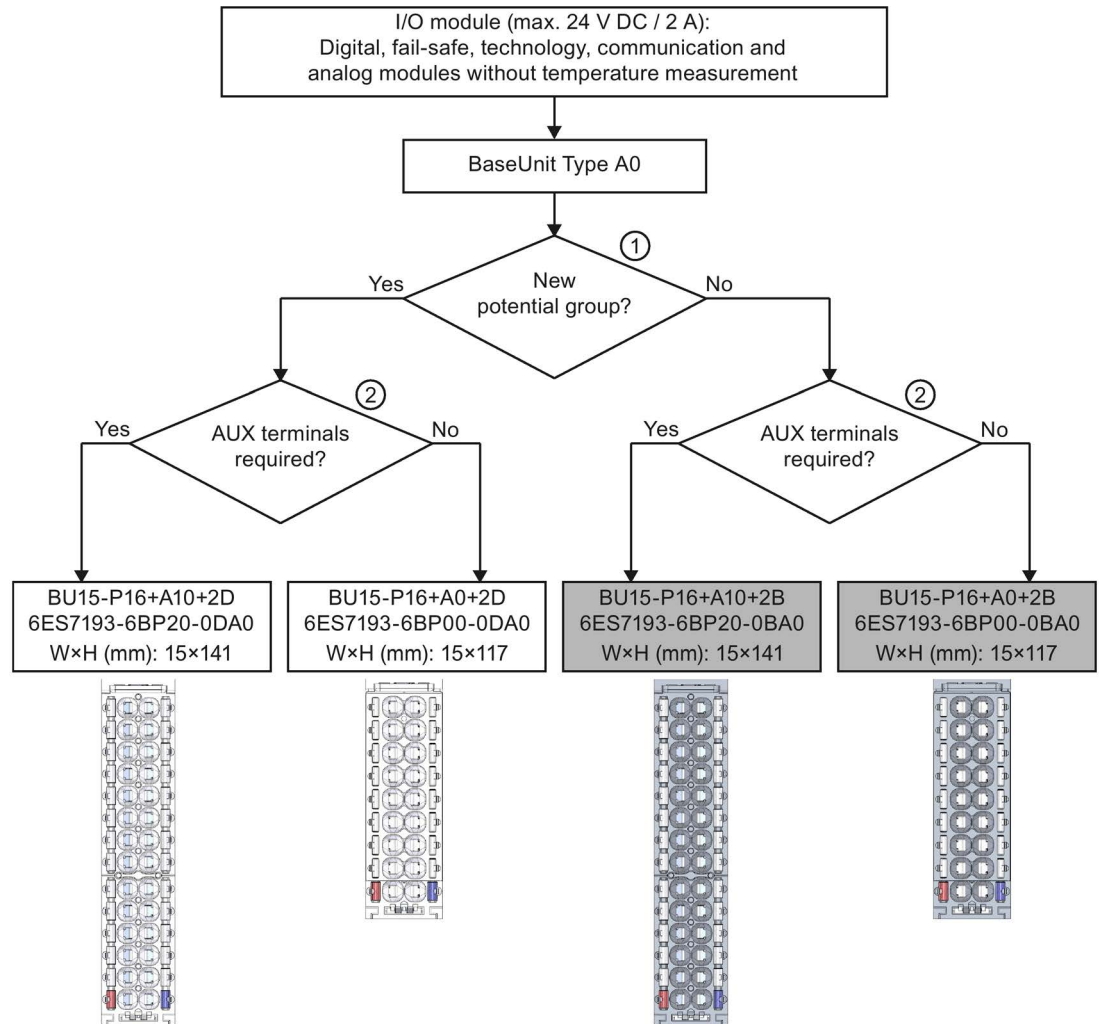 I/O module (max. 24 V DC / 2 A):
Digital, fail-safe, technology, communication and
analog modules without temperature measurement
BaseUnit Type A0
1
New
potential group?
Yes
No
2
AUX terminals
required?
Yes
No
2
AUX terminals
required?
Yes
No
BU15-P16+A10+2D
6ES7193-6BP20-0DA0
W×H (mm): 15×141
BU15-P16+A0+2D
6ES7193-6BP00-0DA0
W×H (mm): 15×117
BU15-P16+A10+2B
6ES7193-6BP20-0BA0
W×H (mm): 15×141
BU15-P16+A0+2B
6ES7193-6BP00-0BA0
W×H (mm): 15×117